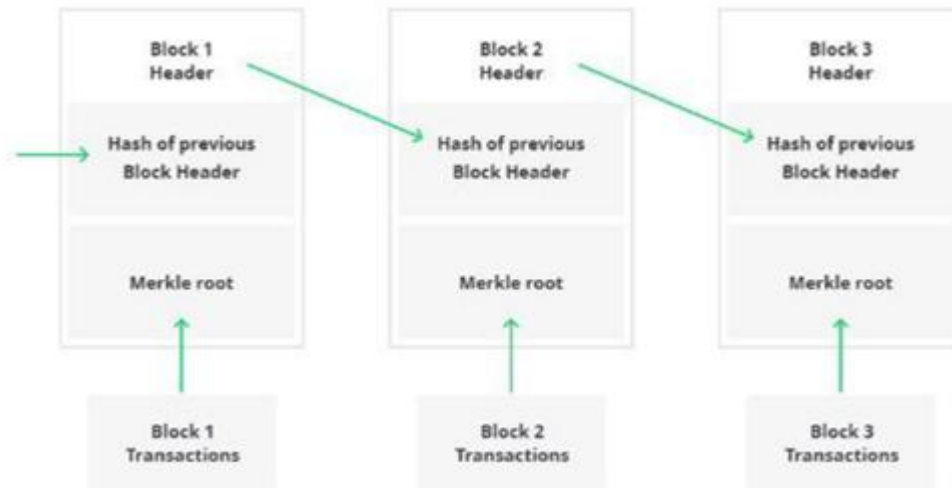 Block 1
Header
Hash of previous
Block Header
Merkle root
Block 1
Transactions
Block 2
Header
Hash of previous
Block Header
Merkle root
Block 2
Transactions
Block 3
Header
Hash of previous
Block Header
Merkle root
Block 3
Transactions